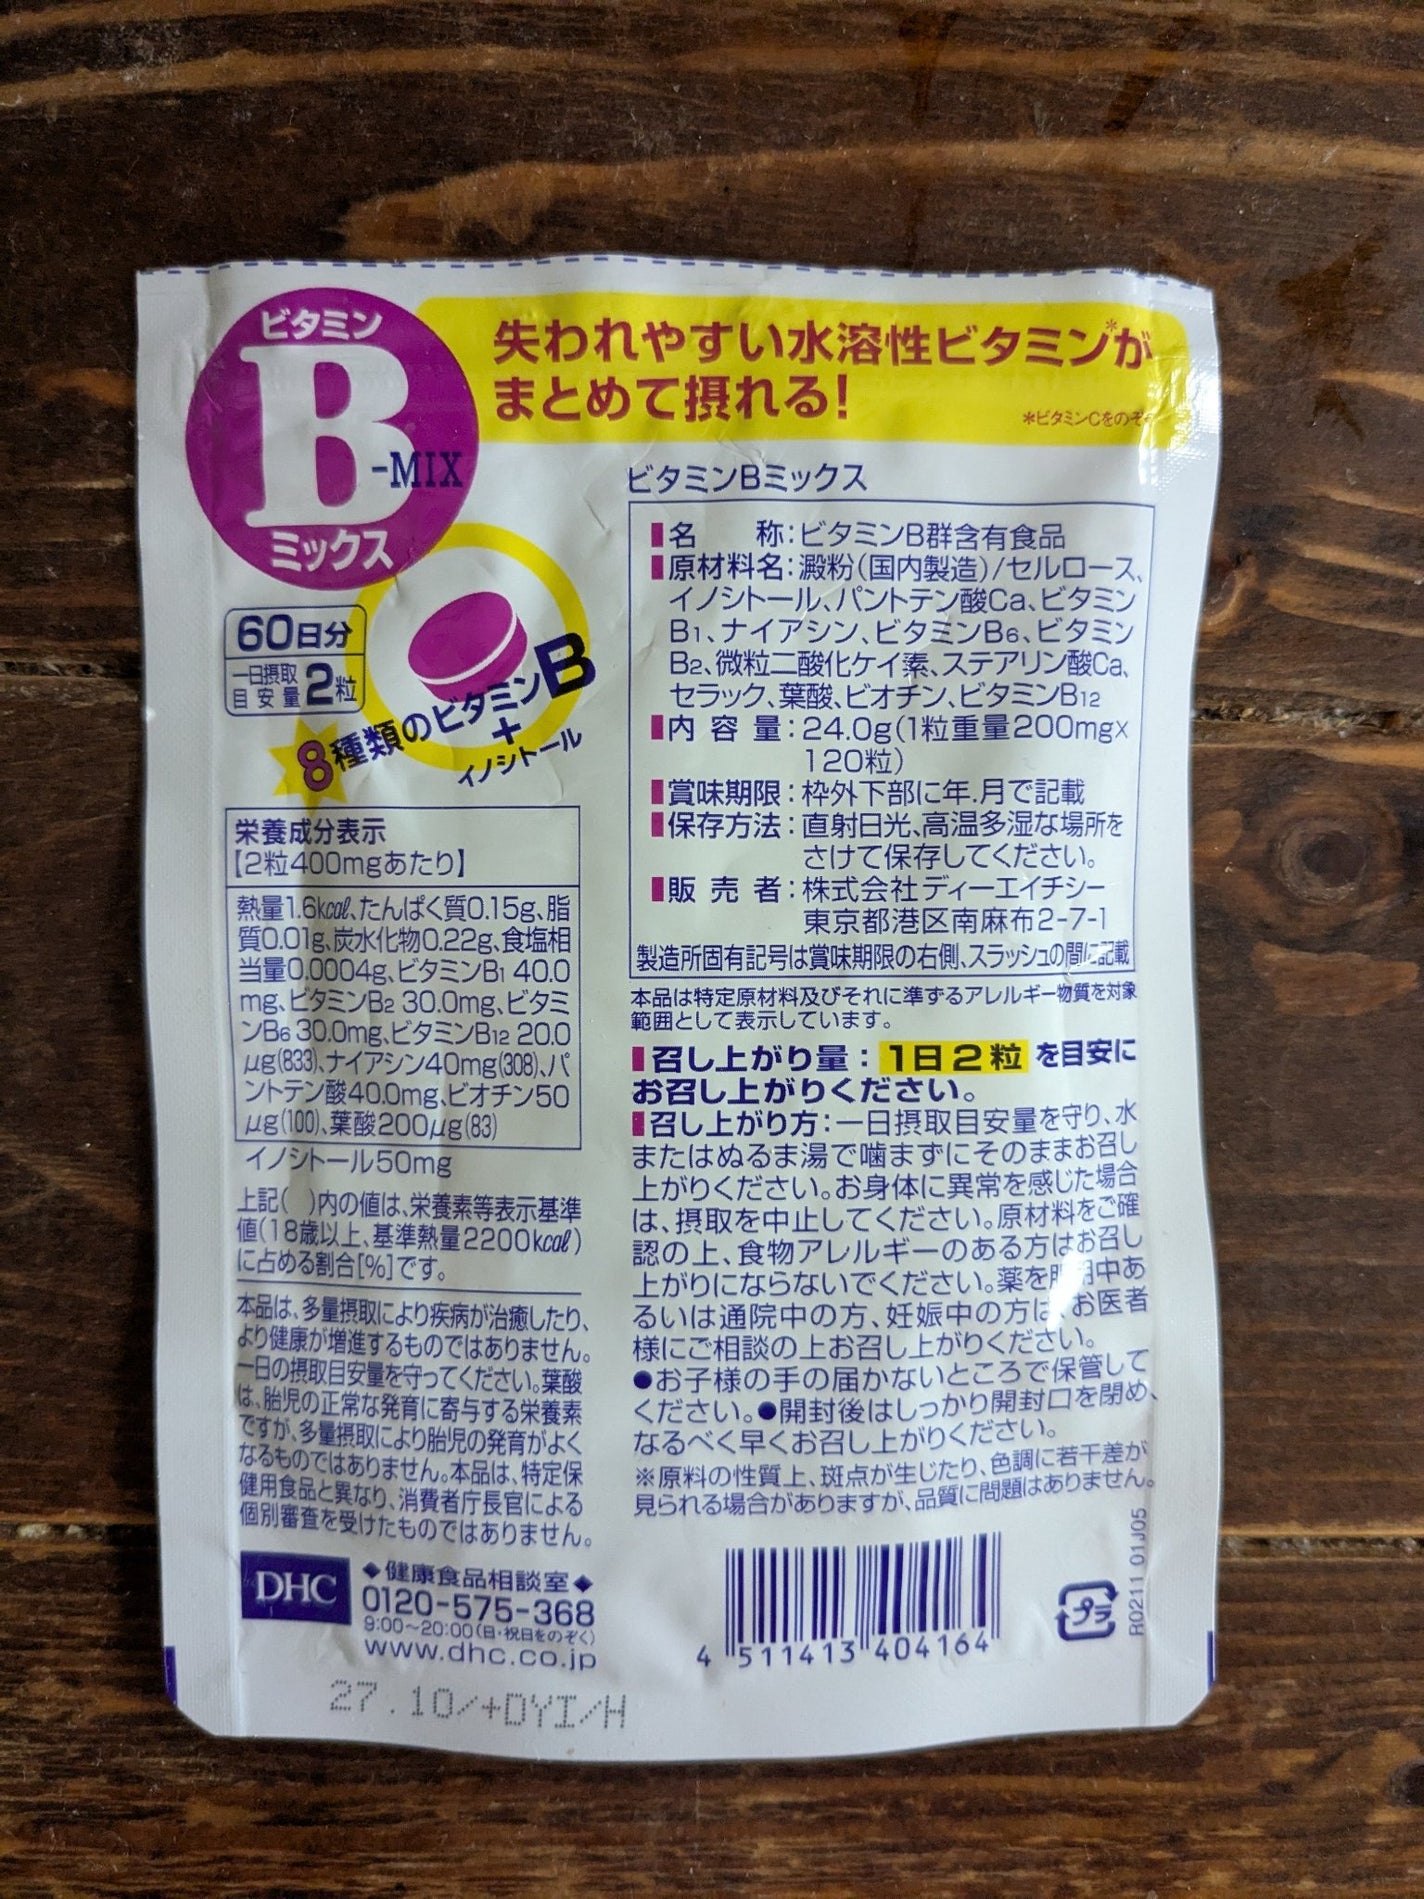 ビタミン
B
-MIX
ミックス
失われやすい水溶性ビタミン*が
まとめて摂れる!
*ビタミンCをのぞ
60日分
一日摂取
目安量
2粒
8種類のビタミンB
+
イノシトール
栄養成分表示
【2粒400mgあたり】
熱量1.6kcal、たんぱく質0.15g、脂
質0.01g、炭水化物0.22g、食塩相
当量0.0004g、ビタミンB1 40.0
mg、ビタミンB2 30.0mg、ビタミ
ンB6 30.0mg、ビタミンB12 20.0
μg(833)、ナイアシン40mg(308)、パ
ントテン酸40.0mg、ビオチン50
μg(100)、葉酸200μg(83)
イノシトール50mg
上記( )内の値は、栄養素等表示基準
値(18歳以上、基準熱量2200kcal)
に占める割合[%]です。
本品は、多量摂取により疾病が治癒したり、
より健康が増進するものではありません。
一日の摂取目安量を守ってください。葉酸
は、胎児の正常な発育に寄与する栄養素
ですが、多量摂取により胎児の発育がよく
なるものではありません。本品は、特定保
健用食品と異なり、消費者庁長官による
個別審査を受けたものではありません。
DHC
◆健康食品相談室◆
0120-575-368
9:00〜20:00(日・祝日をのぞく)
www.dhc.co.jp
27.10/+DYI/H
ビタミンBミックス
名 称:ビタミンB群含有食品
原材料名:澱粉(国内製造)/セルロース、
イノシトール、パントテン酸Ca、ビタミン
B1、ナイアシン、ビタミンB6、ビタミン
B2、微粒二酸化ケイ素、ステアリン酸Ca、
セラック、葉酸、ビオチン、ビタミンB12
内容量:24.0g(1粒重量200mg×
120粒)
賞味期限:枠外下部に年.月で記載
保存方法:直射日光、高温多湿な場所を
さけて保存してください。
販売者:株式会社ディーエイチシー
東京都港区南麻布2-7-1
製造所固有記号は賞味期限の右側、スラッシュの間に記載
本品は特定原材料及びそれに準ずるアレルギー物質を対象
範囲として表示しています。
召し上がり量:1日2粒を目安に
お召し上がりください。
召し上がり方:一日摂取目安量を守り、水
またはぬるま湯で噛まずにそのままお召し
上がりください。お身体に異常を感じた場合
は、摂取を中止してください。原材料をご確
認の上、食物アレルギーのある方はお召し
上がりにならないでください。薬を服用中あ
るいは通院中の方、妊娠中の方は、お医者
様にご相談の上お召し上がりください。
●お子様の手の届かないところで保管して
ください。●開封後はしっかり開封口を閉め、
なるべく早くお召し上がりください。
※原料の性質上、斑点が生じたり、色調に若干差が
見られる場合がありますが、品質に問題はありません。
4 511413 404164
プラ
R0211 01J05